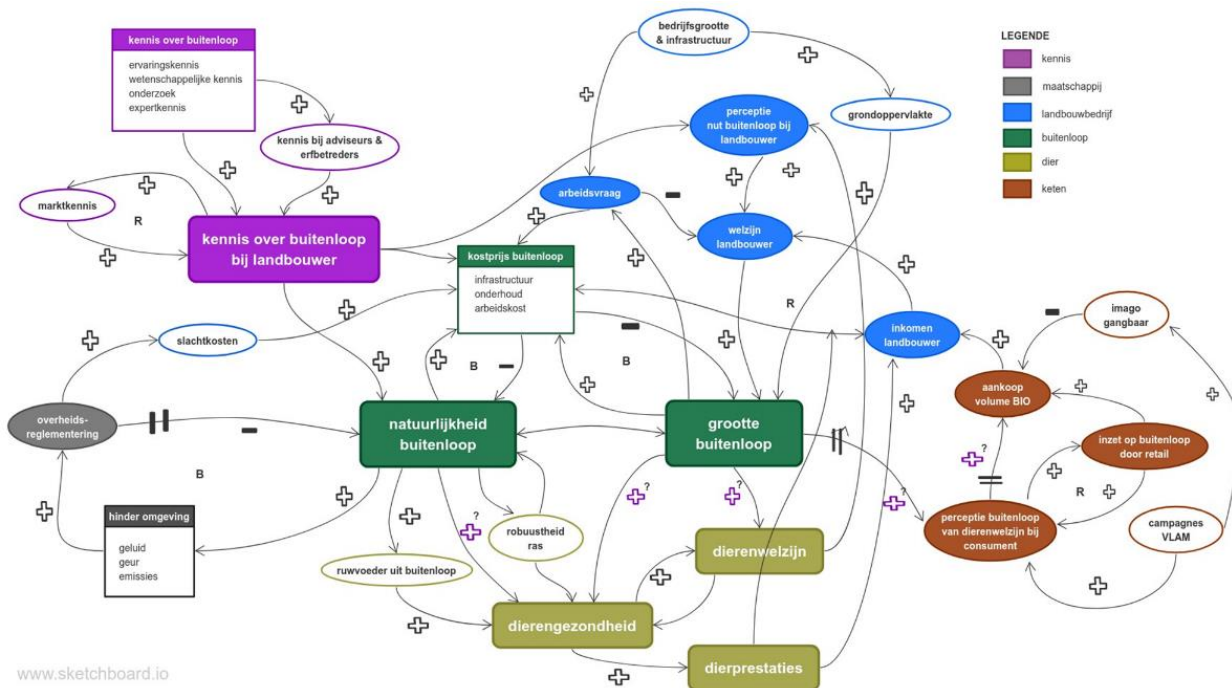 kennis over buitenloop
ervaringskennis
wetenschappelijke kennis
onderzoek
expertkennis
kennis bij adviseurs &
erfbetreders
marktkennis
R
kennis over buitenloop
bij landbouwer
bedrijfsgrootte
& infrastructuur
perceptie
nut buitenloop bij
landbouwer
grondoppervlakte
arbeidsvraag
welzijn
landbouwer
LEGENDE
kennis
maatschappij
landbouwbedrijf
buitenloop
dier
keten
kostprijs buitenloop
infrastructuur
onderhoud
arbeidskost
R
slachtkosten
inkomen
landbouwer
imago
gangbaar
B
B
overheids-
reglementering
natuurlijkheid
buitenloop
grootte
buitenloop
aankoop
volume BIO
inzet op buitenloop
door retail
R
B
hinder omgeving
geluid
geur
emissies
?
?
?
?
?
robuustheid
ras
ruwvoeder uit buitenloop
dierenwelzijn
perceptie buitenloop
van dierenwelzijn bij
consument
campagnes
VLAM
dierengezondheid
dierprestaties
www.sketchboard.io